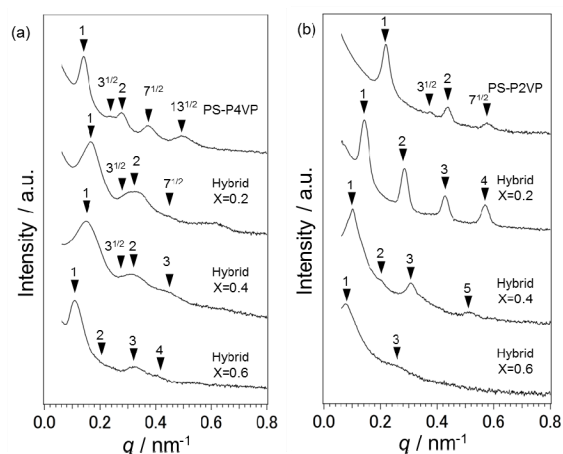 (a)
1
3^1/2 2 7^1/2 13^1/2
PS-P4VP
1
3^1/2 2 7^1/2
Hybrid
X=0.2
1
3^1/2 2 3
Hybrid
X=0.4
1
2 3 4
Hybrid
X=0.6
Intensity / a.u.
0.0 0.2 0.4 0.6 0.8
q / nm^-1
(b)
1
3^1/2 2 7^1/2
PS-P2VP
1
2 3 4
Hybrid
X=0.2
1
2 3 5
Hybrid
X=0.4
1
3
Hybrid
X=0.6
Intensity / a.u.
0.0 0.2 0.4 0.6 0.8
q / nm^-1